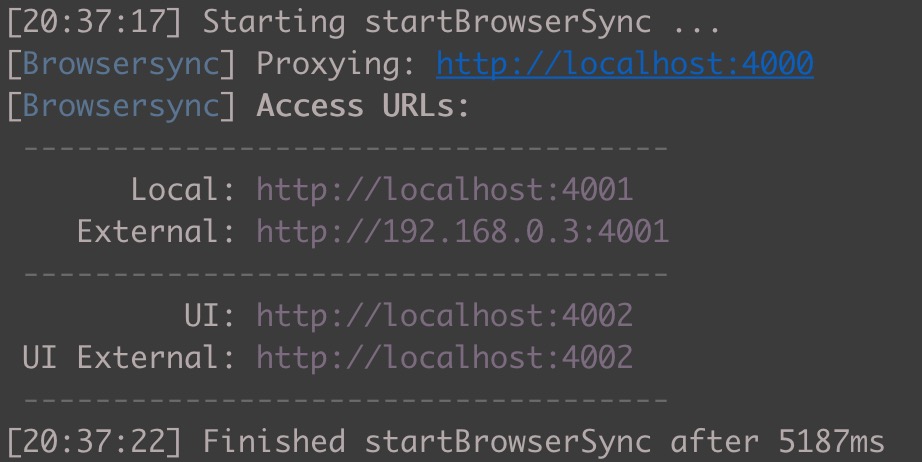 [20:37:17] Starting startBrowserSync ...
[Browsersync] Proxying: http://localhost:4000
[Browsersync] Access URLs:
------------------------------------
Local: http://localhost:4001
External: http://192.168.0.3:4001
------------------------------------
UI: http://localhost:4002
UI External: http://localhost:4002
------------------------------------
[20:37:22] Finished startBrowserSync after 5187ms